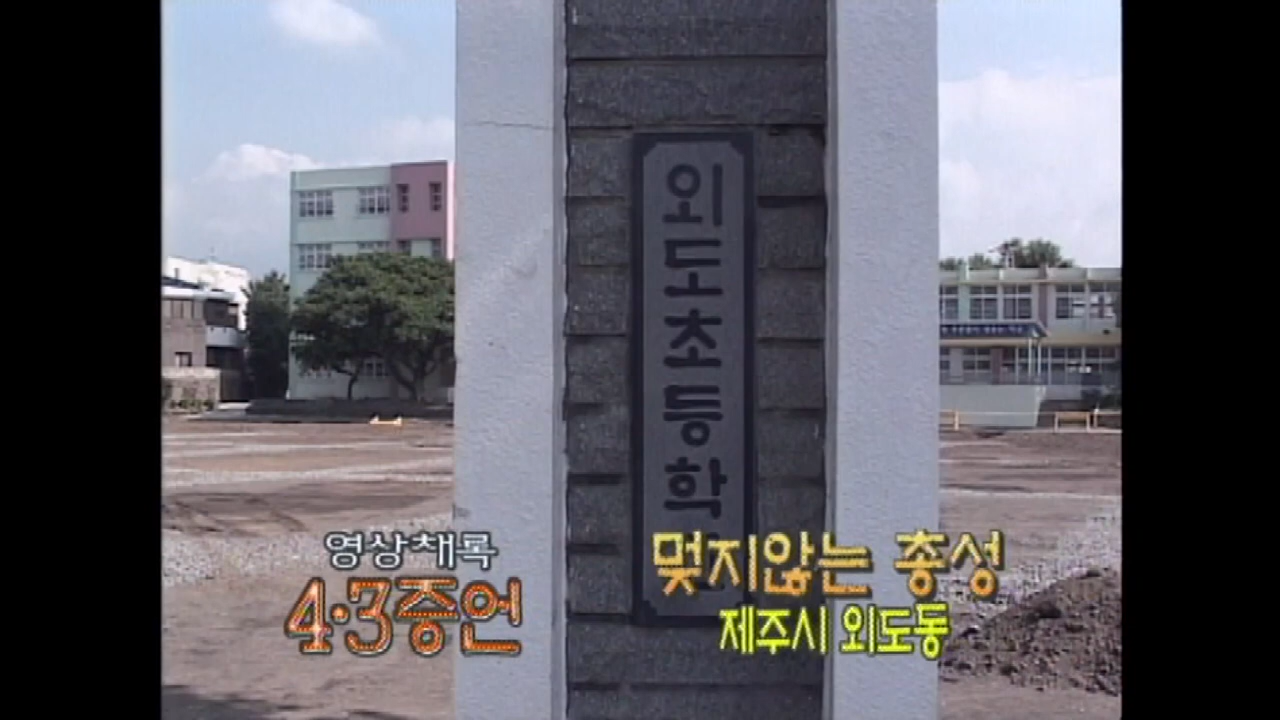 외도초등학
영상채록
4·3증언
멎지않는 총성
제주시 외도동